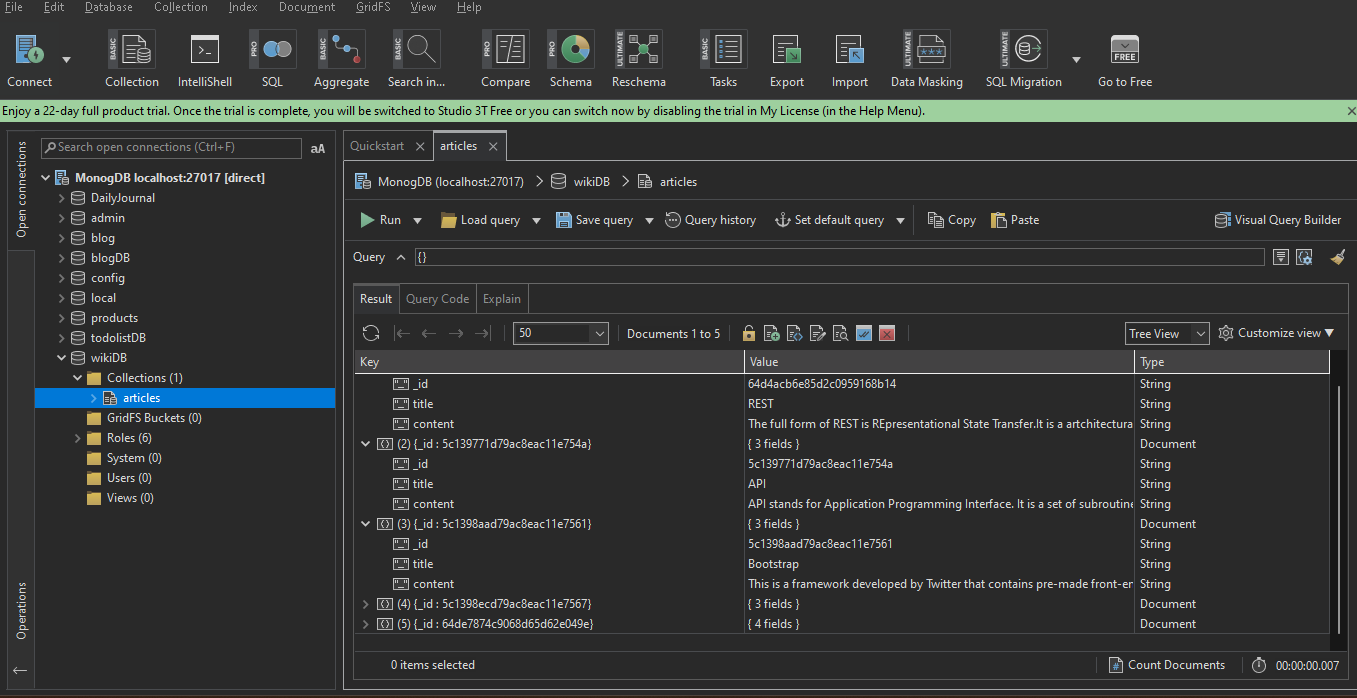 File Edit Database Collection Index Document GridFS View Help
BASIC PRO BASIC BASIC PRO PRO ULTIMATE BASIC ULTIMATE ULTIMATE FREE
Connect Collection IntelliShell SQL Aggregate Search in... Compare Schema Reschema Tasks Export Import Data Masking SQL Migration Go to Free
Enjoy a 22-day full product trial. Once the trial is complete, you will be switched to Studio 3T Free or you can switch now by disabling the trial in My License (in the Help Menu).
Open connections
Operations
Search open connections (Ctrl+F) aA
MonogDB localhost:27017 [direct]
DailyJournal
admin
blog
blogDB
config
local
products
todolistDB
wikiDB
Collections (1)
articles
GridFS Buckets (0)
Roles (6)
System (0)
Users (0)
Views (0)
Quickstart articles
MonogDB (localhost:27017) wikiDB articles
Run Load query Save query Query history Set default query Copy Paste Visual Query Builder
Query {}
Result Query Code Explain
50 Documents 1 to 5 Tree View Customize view
Key Value Type
_id 64d4acb6e85d2c0959168b14 String
title REST String
content The full form of REST is REpresentational State Transfer.It is a artchitectura String
(2) {_id : 5c139771d79ac8eac11e754a} { 3 fields } Document
_id 5c139771d79ac8eac11e754a String
title API String
content API stands for Application Programming Interface. It is a set of subroutine String
(3) {_id : 5c1398aad79ac8eac11e7561} { 3 fields } Document
_id 5c1398aad79ac8eac11e7561 String
title Bootstrap String
content This is a framework developed by Twitter that contains pre-made front-er String
(4) {_id : 5c1398ecd79ac8eac11e7567} { 3 fields } Document
(5) {_id : 64de7874c9068d65d62e049e} { 4 fields } Document
0 items selected Count Documents 00:00:00.007